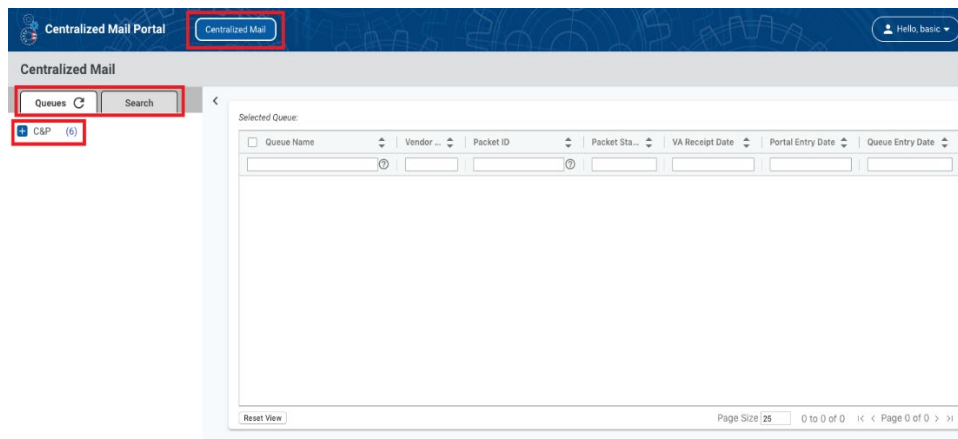 Centralized Mail Portal
Centralized Mail
Hello, basic
Centralized Mail
Queues
Search
C&P (6)
Selected Queue:
Queue Name Vendor ... Packet ID Packet Sta... VA Receipt Date Portal Entry Date Queue Entry Date
Reset View
Page Size 25 0 to 0 of 0 Page 0 of 0